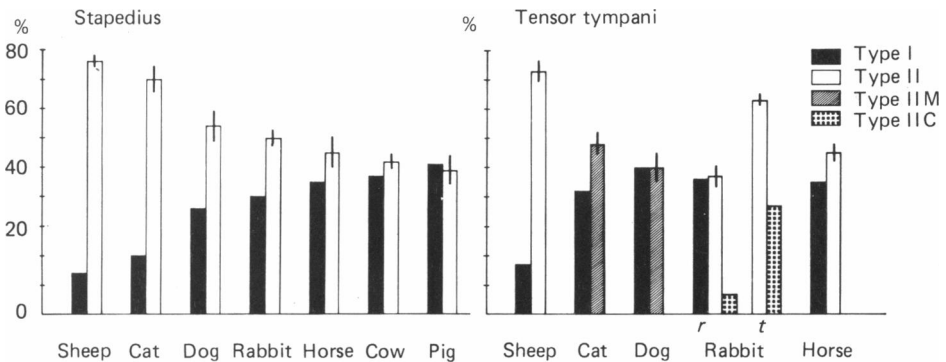 Stapedius
%
80
60
40
20
0
Sheep Cat Dog Rabbit Horse Cow Pig
Tensor tympani
%
Type I
Type II
Type IIM
Type IIC
r t
Sheep Cat Dog Rabbit Horse